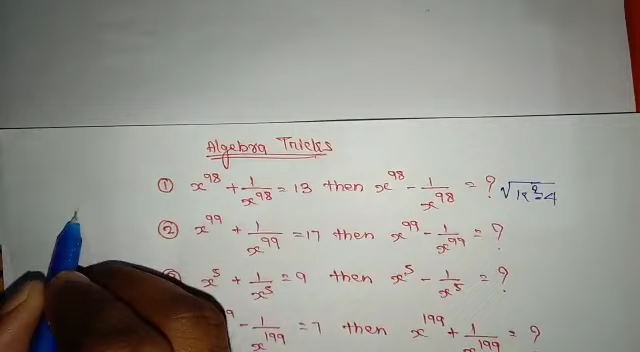 Algebra Tricks
① x^98 + 1/x^98 = 13 then x^98 - 1/x^98 = ? √(k²-4)
② x^99 + 1/x^99 = 17 then x^99 - 1/x^99 = ?
x^5 + 1/x^5 = 9 then x^5 - 1/x^5 = ?
- 1/x^199 = 7 then x^199 + 1/x^199 = ?